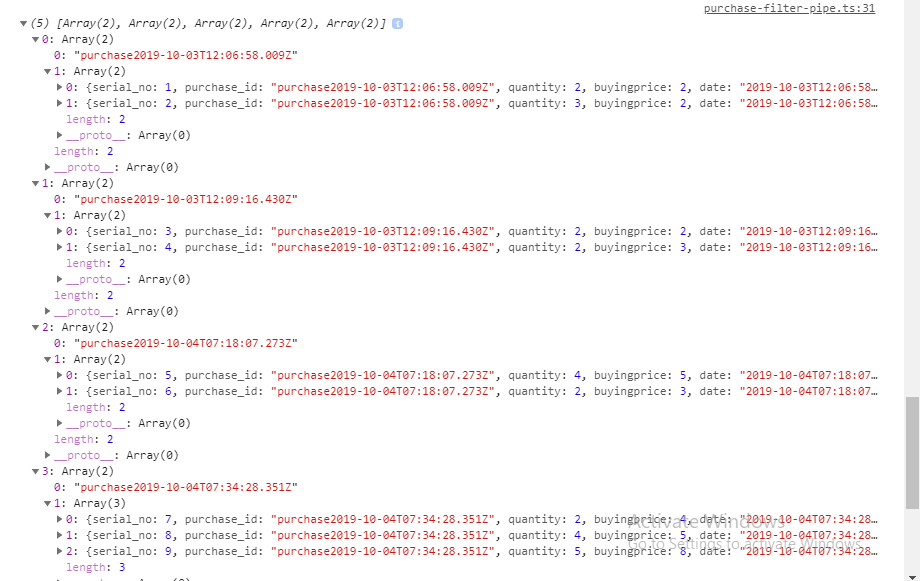 purchase-filter-pipe.ts:31
(5) [Array(2), Array(2), Array(2), Array(2), Array(2)] i
0: Array(2)
0: "purchase2019-10-03T12:06:58.009Z"
1: Array(2)
0: {serial_no: 1, purchase_id: "purchase2019-10-03T12:06:58.009Z", quantity: 2, buyingprice: 2, date: "2019-10-03T12:06:58…
1: {serial_no: 2, purchase_id: "purchase2019-10-03T12:06:58.009Z", quantity: 3, buyingprice: 2, date: "2019-10-03T12:06:58…
length: 2
__proto__: Array(0)
length: 2
__proto__: Array(0)
1: Array(2)
0: "purchase2019-10-03T12:09:16.430Z"
1: Array(2)
0: {serial_no: 3, purchase_id: "purchase2019-10-03T12:09:16.430Z", quantity: 2, buyingprice: 2, date: "2019-10-03T12:09:16…
1: {serial_no: 4, purchase_id: "purchase2019-10-03T12:09:16.430Z", quantity: 2, buyingprice: 3, date: "2019-10-03T12:09:16…
length: 2
__proto__: Array(0)
length: 2
__proto__: Array(0)
2: Array(2)
0: "purchase2019-10-04T07:18:07.273Z"
1: Array(2)
0: {serial_no: 5, purchase_id: "purchase2019-10-04T07:18:07.273Z", quantity: 4, buyingprice: 5, date: "2019-10-04T07:18:07…
1: {serial_no: 6, purchase_id: "purchase2019-10-04T07:18:07.273Z", quantity: 2, buyingprice: 3, date: "2019-10-04T07:18:07…
length: 2
__proto__: Array(0)
length: 2
__proto__: Array(0)
3: Array(2)
0: "purchase2019-10-04T07:34:28.351Z"
1: Array(3)
0: {serial_no: 7, purchase_id: "purchase2019-10-04T07:34:28.351Z", quantity: 2, buyingprice: 4, date: "2019-10-04T07:34:28…
1: {serial_no: 8, purchase_id: "purchase2019-10-04T07:34:28.351Z", quantity: 4, buyingprice: 5, date: "2019-10-04T07:34:28…
2: {serial_no: 9, purchase_id: "purchase2019-10-04T07:34:28.351Z", quantity: 5, buyingprice: 8, date: "2019-10-04T07:34:28…
length: 3
Activate Windows
Go to Settings to activate Windows.